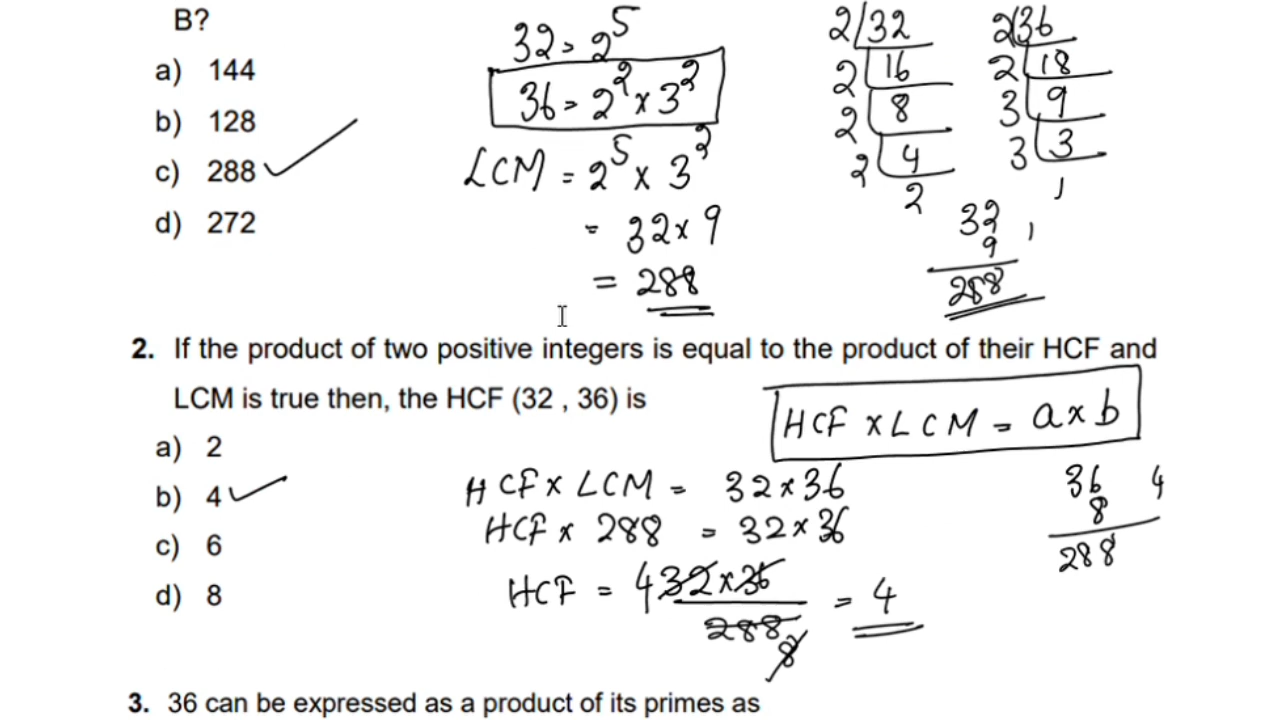 B?
a) 144
b) 128
c) 288
d) 272
32 = 2^5
36 = 2^2 x 3^2
LCM = 2^5 x 3^2
= 32 x 9
= 288
2 32
2 16
2 8
2 4
2
2 36
2 18
3 9
3 3
1
32
9 1
288
2. If the product of two positive integers is equal to the product of their HCF and
LCM is true then, the HCF (32 , 36) is
a) 2
b) 4
c) 6
d) 8
HCF x LCM = a x b
HCF x LCM = 32 x 36
HCF x 288 = 32 x 36
HCF = 4 32 x 36
288
8
= 4
36 4
8
288
3. 36 can be expressed as a product of its primes as